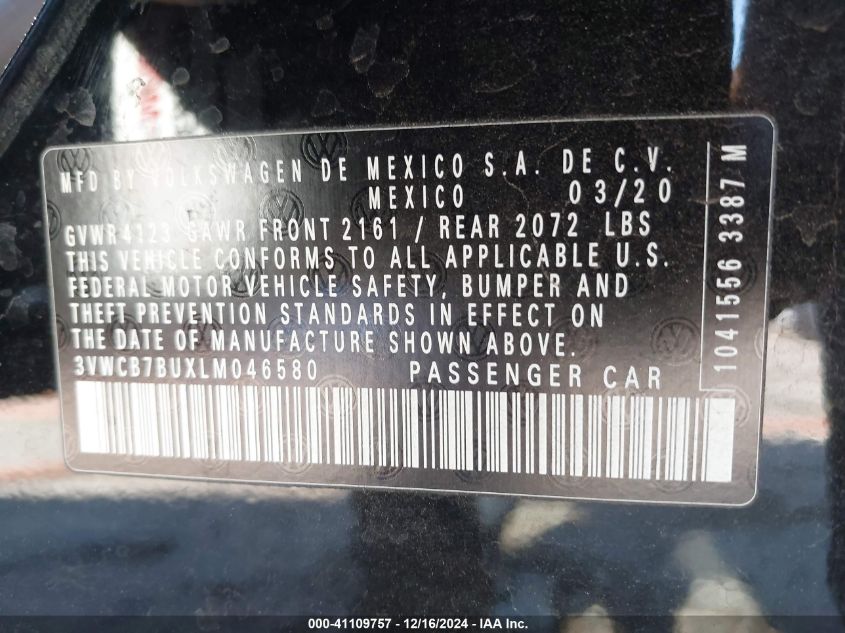 MFD BY VOLKSWAGEN DE MEXICO S.A. DE C.V.
MEXICO 03/20
GVWR4123 GAWR FRONT 2161 / REAR 2072 LBS
THIS VEHICLE CONFORMS TO ALL APPLICABLE U.S.
FEDERAL MOTOR VEHICLE SAFETY, BUMPER AND
THEFT PREVENTION STANDARDS IN EFFECT ON
THE DATE OF MANUFACTURE SHOWN ABOVE.
3VWCB7BUXLM046580 PASSENGER CAR
1041556 3387 M
000-41109757 - 12/16/2024 - IAA Inc.